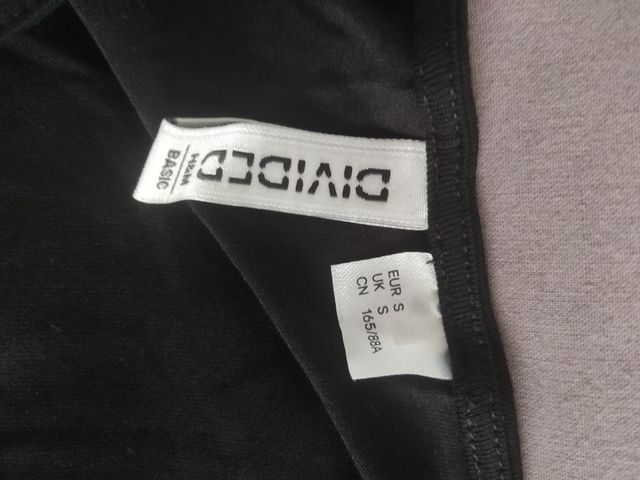 DIVIDED
H&M
BASIC
EUR S
UK S
CN 165/88A